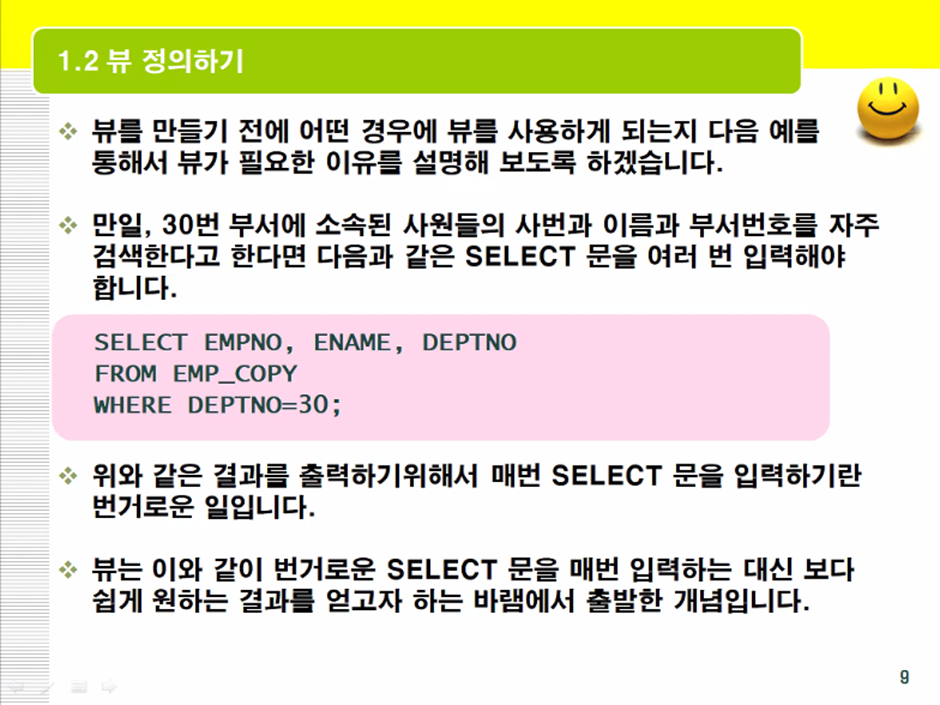 1.2 뷰 정의하기
뷰를 만들기 전에 어떤 경우에 뷰를 사용하게 되는지 다음 예를
통해서 뷰가 필요한 이유를 설명해 보도록 하겠습니다.
만일, 30번 부서에 소속된 사원들의 사번과 이름과 부서번호를 자주
검색한다고 한다면 다음과 같은 SELECT 문을 여러 번 입력해야
합니다.
SELECT EMPNO, ENAME, DEPTNO
FROM EMP_COPY
WHERE DEPTNO=30;
위와 같은 결과를 출력하기위해서 매번 SELECT 문을 입력하기란
번거로운 일입니다.
뷰는 이와 같이 번거로운 SELECT 문을 매번 입력하는 대신 보다
쉽게 원하는 결과를 얻고자 하는 바램에서 출발한 개념입니다.
9